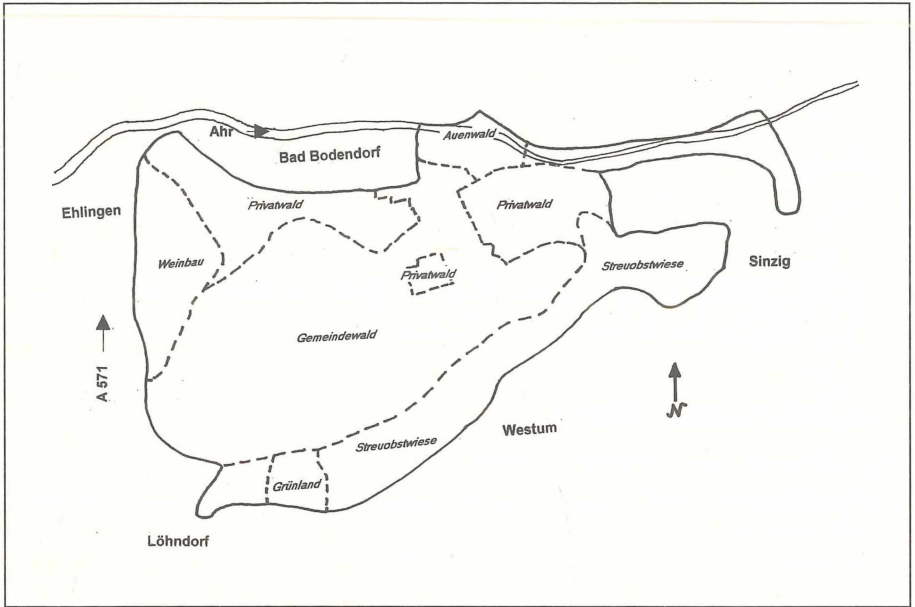 Ahr
Auenwald
Bad Bodendorf
Ehlingen
Privatwald
Privatwald
Weinbau
Privatwald
Streuobstwiese
Sinzig
Gemeindewald
A 571
N
Westum
Streuobstwiese
Grünland
Löhndorf